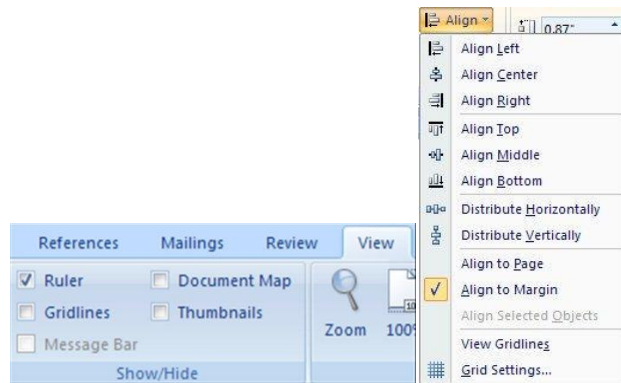 Align
0.87"
Align Left
Align Center
Align Right
Align Top
Align Middle
Align Bottom
Distribute Horizontally
Distribute Vertically
Align to Page
Align to Margin
Align Selected Objects
View Gridlines
Grid Settings...
References Mailings Review View
Ruler Document Map
Gridlines Thumbnails
Message Bar
Zoom 100%
Show/Hide